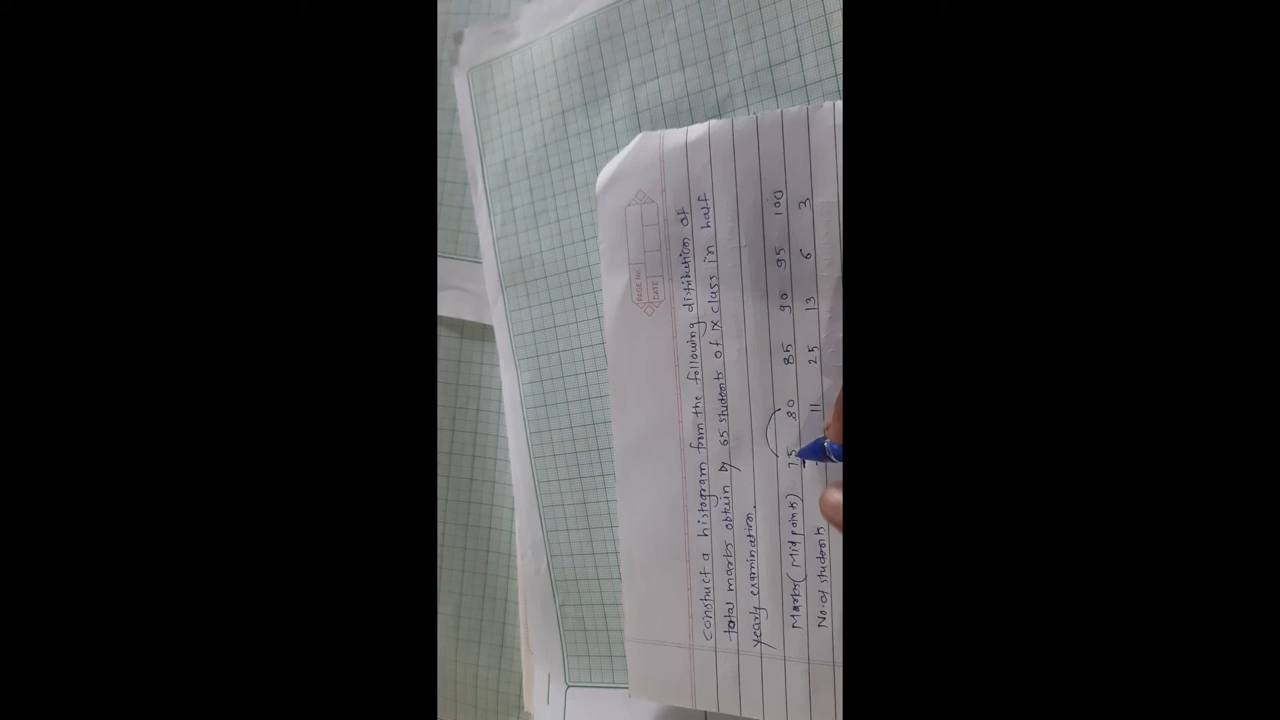 PAGE No.
DATE
construct a histogram from the following distribution of
total marks obtain by 65 students of IX class in half
yearly examination.
Marks (Mid points) 75 80 85 90 95 100
No. of students 11 25 13 6 3